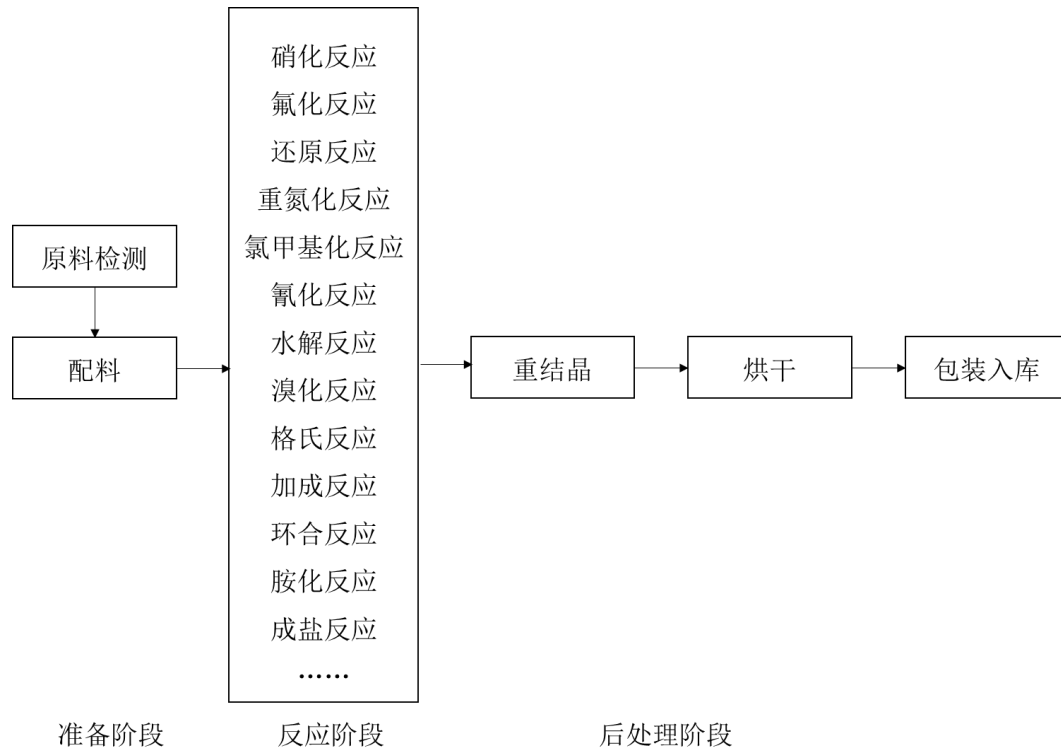 原料检测
配料
硝化反应
氟化反应
还原反应
重氮化反应
氯甲基化反应
氰化反应
水解反应
溴化反应
格氏反应
加成反应
环合反应
胺化反应
成盐反应
……
重结晶
烘干
包装入库
准备阶段
反应阶段
后处理阶段